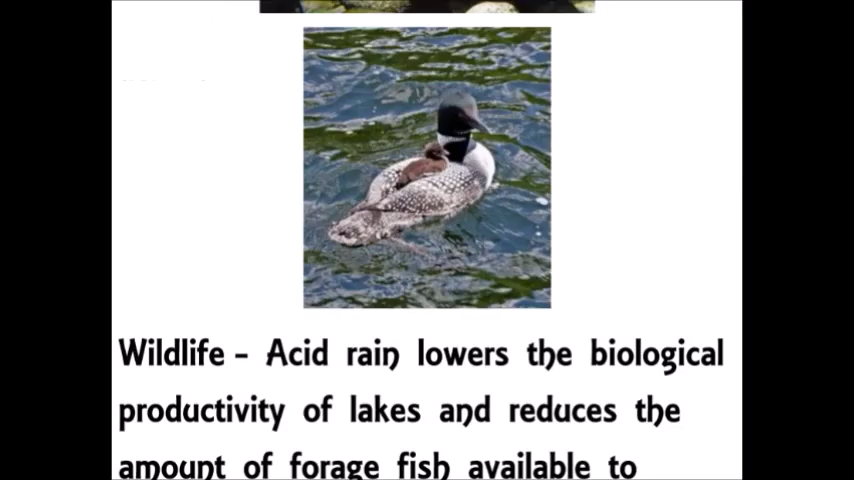 Wildlife - Acid rain lowers the biological
productivity of lakes and reduces the
amount of forage fish available to